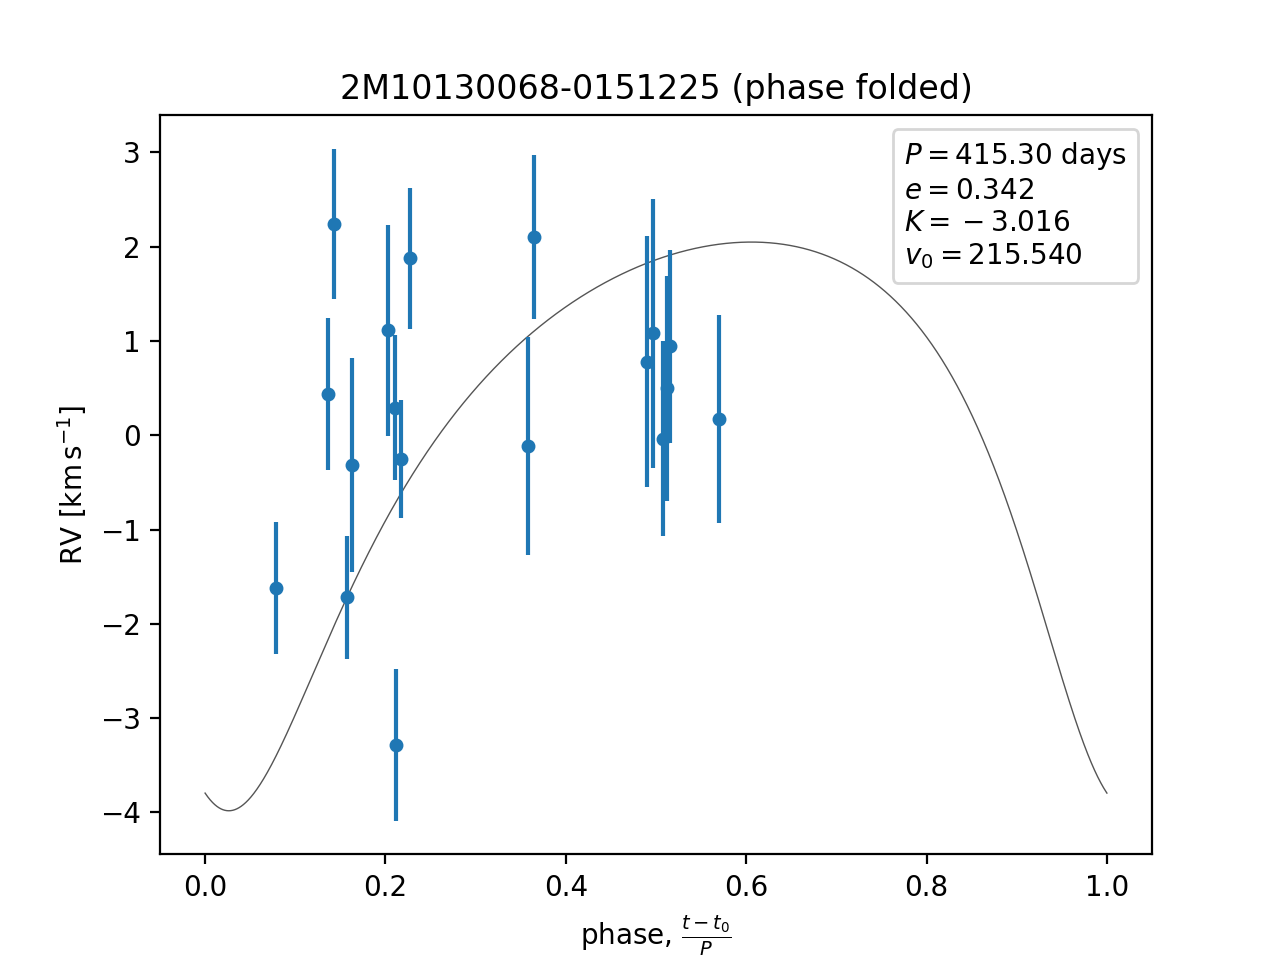 2M10130068-0151225 (phase folded)
P = 415.30 days
e = 0.342
K = −3.016
v₀ = 215.540
3
2
1
0
−1
−2
−3
−4
RV [km s⁻¹]
0.0 0.2 0.4 0.6 0.8 1.0
phase, (t − t₀)/P